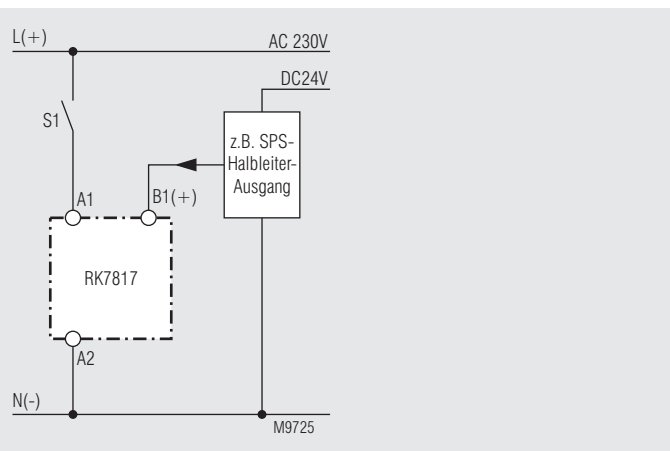 L(+)
AC 230V
DC24V
S1
z.B. SPS-
Halbleiter-
Ausgang
A1
B1(+)
RK7817
A2
N(-)
M9725